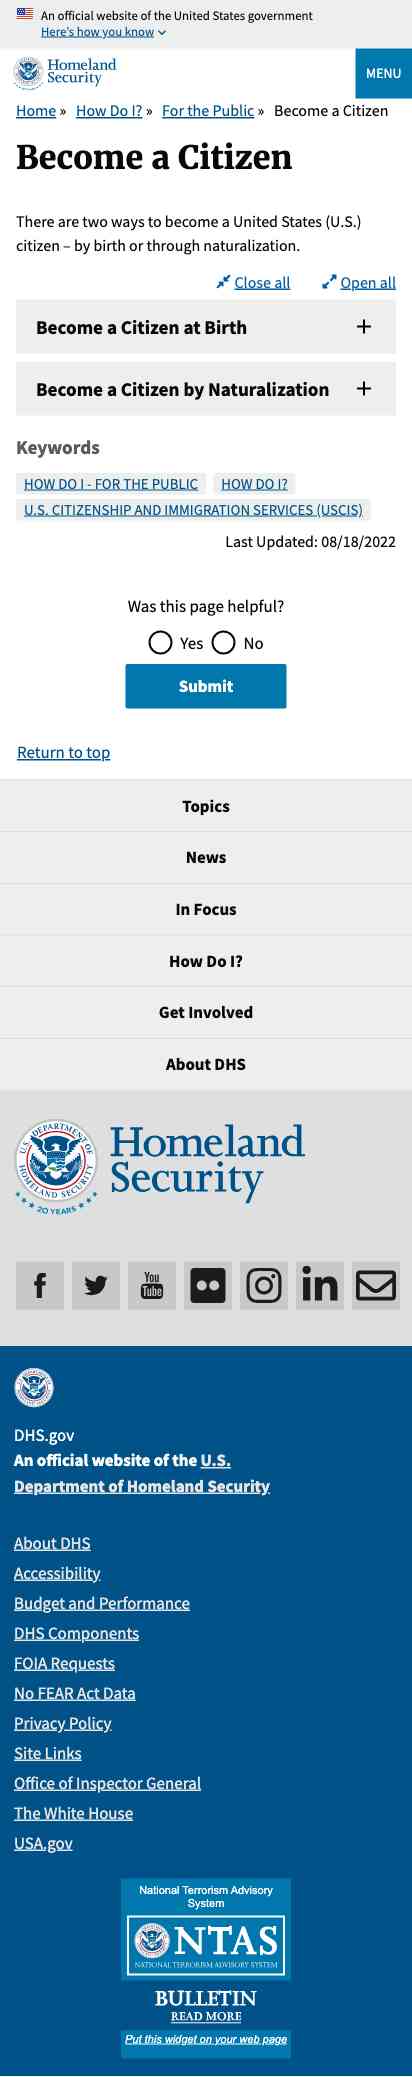 An official website of the United States government
Here's how you know
Homeland
Security
MENU
Home » How Do I? » For the Public » Become a Citizen
Become a Citizen
There are two ways to become a United States (U.S.)
citizen – by birth or through naturalization.
Close all Open all
Become a Citizen at Birth
Become a Citizen by Naturalization
Keywords
HOW DO I - FOR THE PUBLIC HOW DO I?
U.S. CITIZENSHIP AND IMMIGRATION SERVICES (USCIS)
Last Updated: 08/18/2022
Was this page helpful?
Yes No
Submit
Return to top
Topics
News
In Focus
How Do I?
Get Involved
About DHS
U.S. DEPARTMENT OF
HOMELAND SECURITY
20 YEARS
Homeland
Security
You
Tube
in
DHS.gov
An official website of the U.S.
Department of Homeland Security
About DHS
Accessibility
Budget and Performance
DHS Components
FOIA Requests
No FEAR Act Data
Privacy Policy
Site Links
Office of Inspector General
The White House
USA.gov
National Terrorism Advisory
System
NTAS
NATIONAL TERRORISM ADVISORY SYSTEM
BULLETIN
READ MORE
Put this widget on your web page